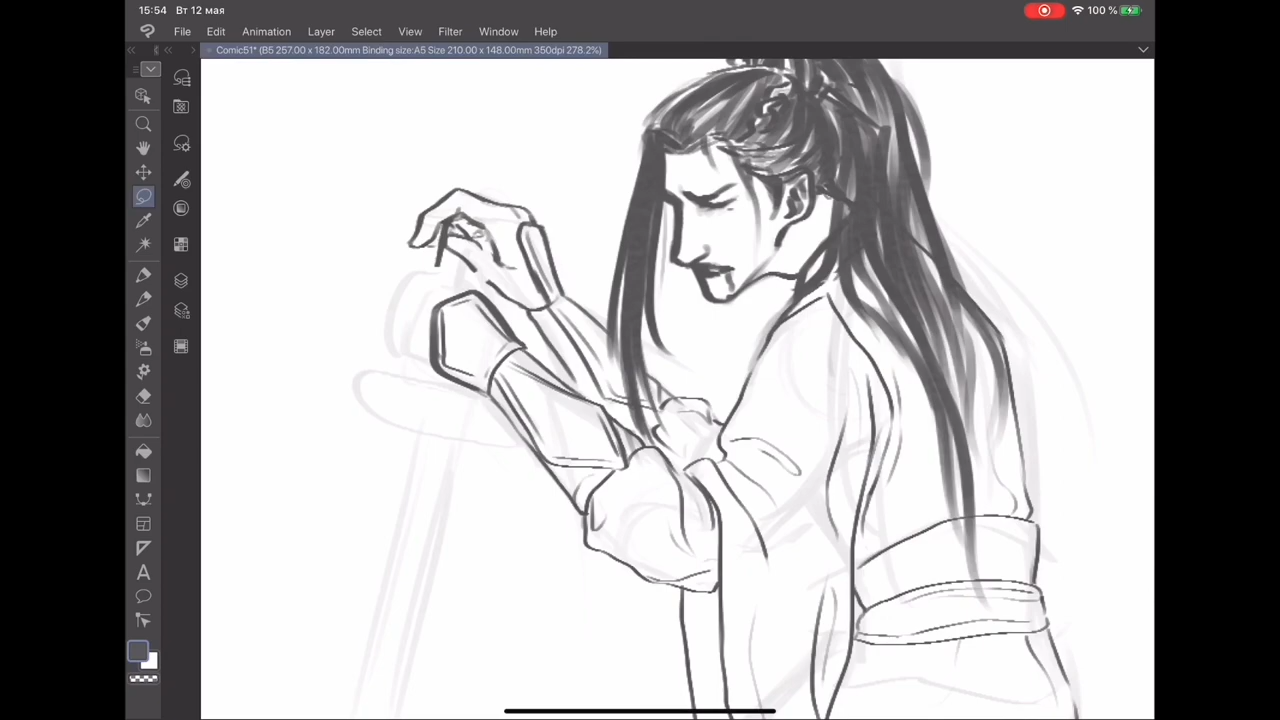 15:54 Вт 12 мая
100 %
File Edit Animation Layer Select View Filter Window Help
Comic51* (B5 257.00 x 182.00mm Binding size:A5 Size 210.00 x 148.00mm 350dpi 278.2%)
A